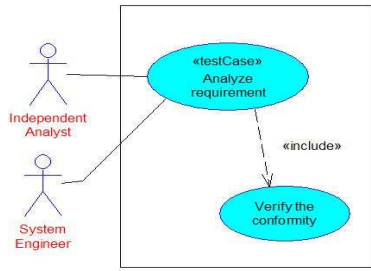 «testCase»
Analyze
requirement
Independent
Analyst
«include»
System
Engineer
Verify the
conformity